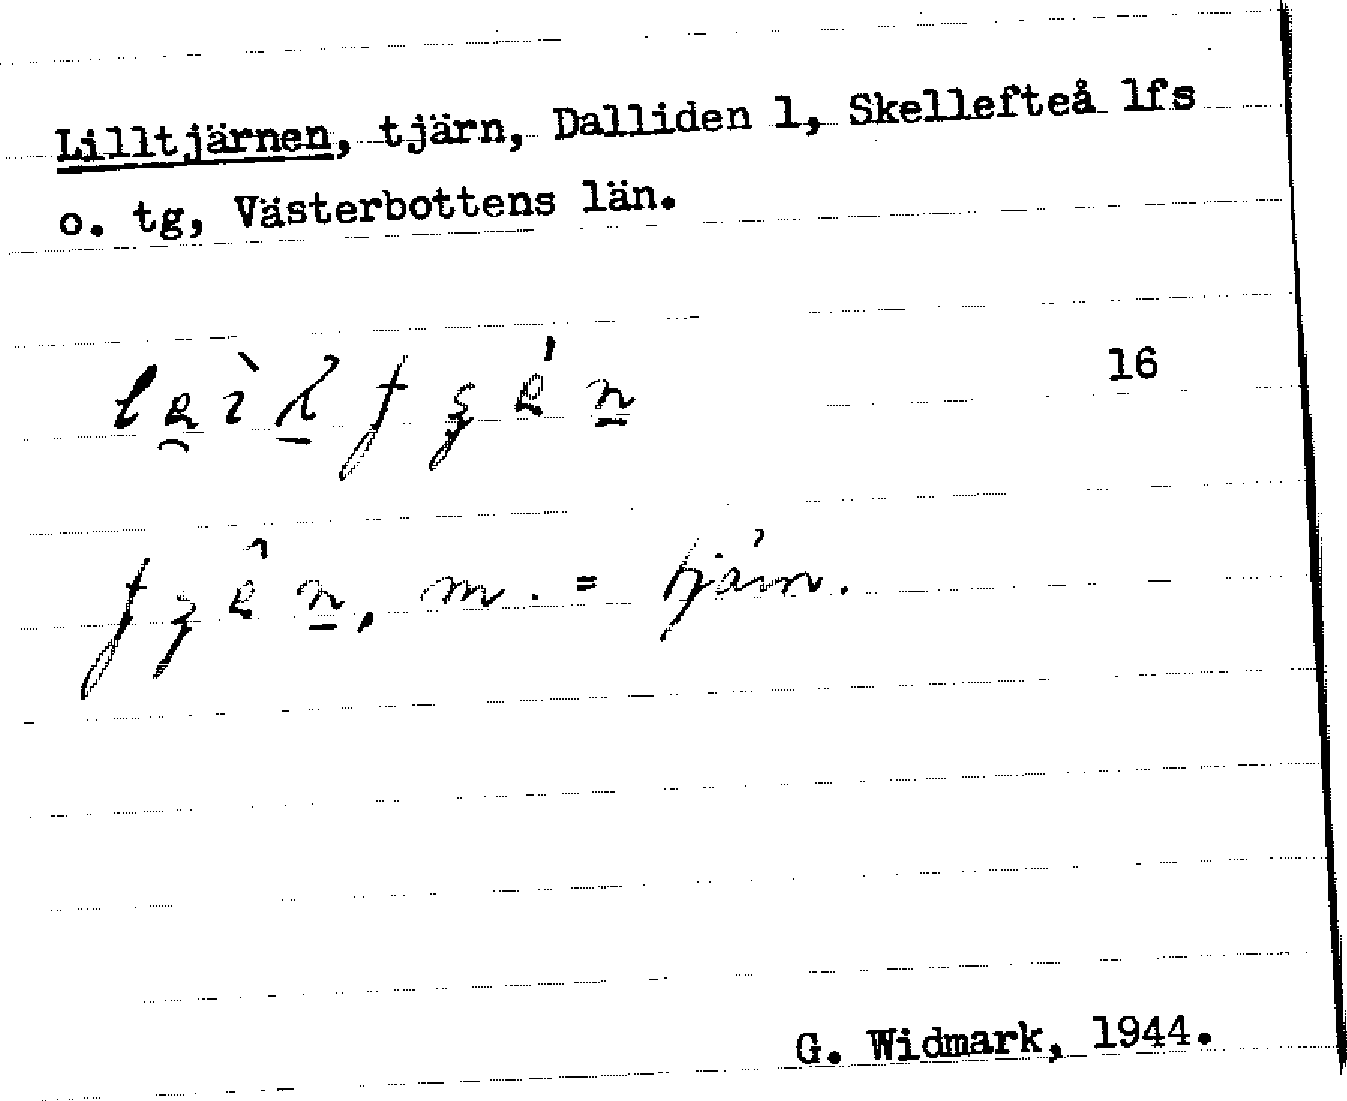 Lilltjärnen, tjärn, Dalliden 1, Skellefteå lfs
o. tg, Västerbottens län.
16
m. = tjärn.
G. Widmark, 1944.